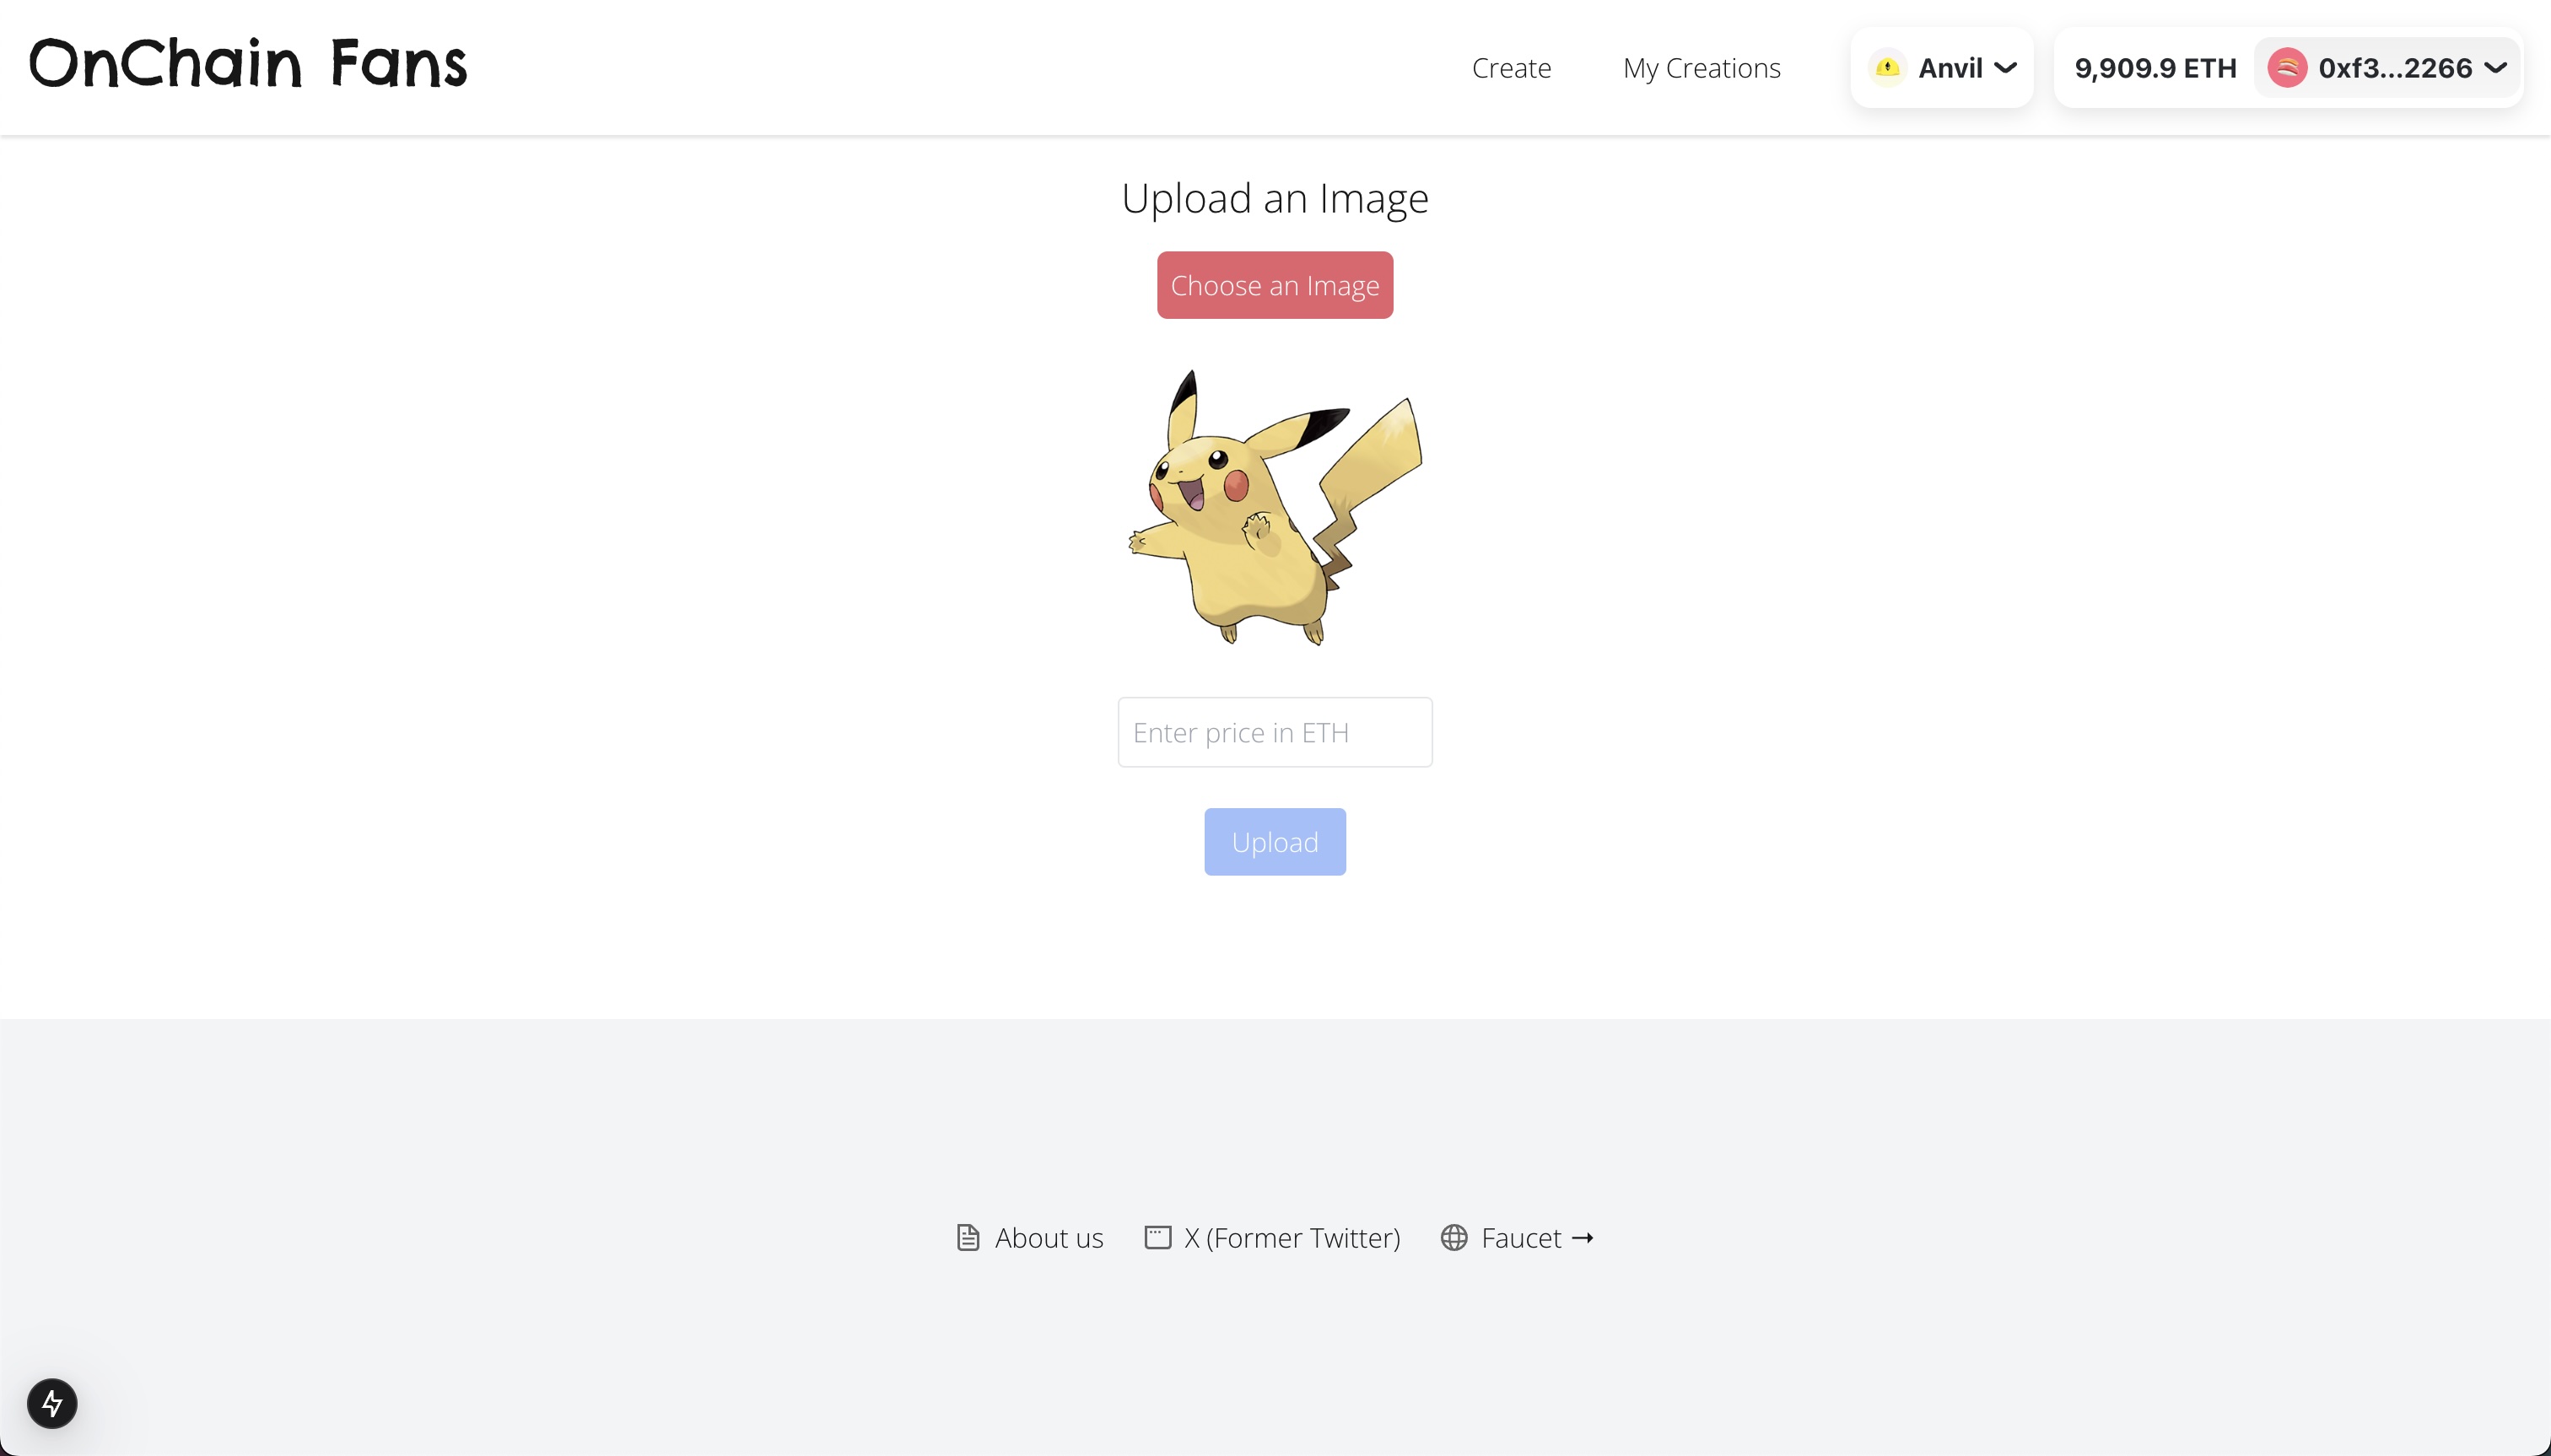 OnChain Fans
Create
My Creations
Anvil
9,909.9 ETH
0xf3...2266
Upload an Image
Choose an Image
Enter price in ETH
Upload
About us
X (Former Twitter)
Faucet →